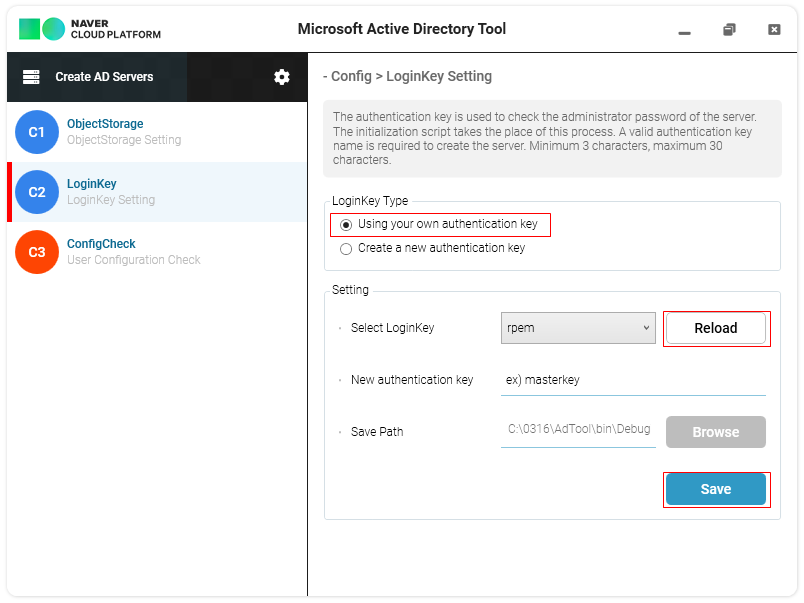 NAVER
CLOUD PLATFORM
Microsoft Active Directory Tool
Create AD Servers
C1
ObjectStorage
ObjectStorage Setting
C2
LoginKey
LoginKey Setting
C3
ConfigCheck
User Configuration Check
- Config > LoginKey Setting
The authentication key is used to check the administrator password of the server.
The initialization script takes the place of this process. A valid authentication key
name is required to create the server. Minimum 3 characters, maximum 30
characters.
LoginKey Type
Using your own authentication key
Create a new authentication key
Setting
Select LoginKey
rpem
Reload
New authentication key
ex) masterkey
Save Path
C:\0316\AdTool\bin\Debug
Browse
Save